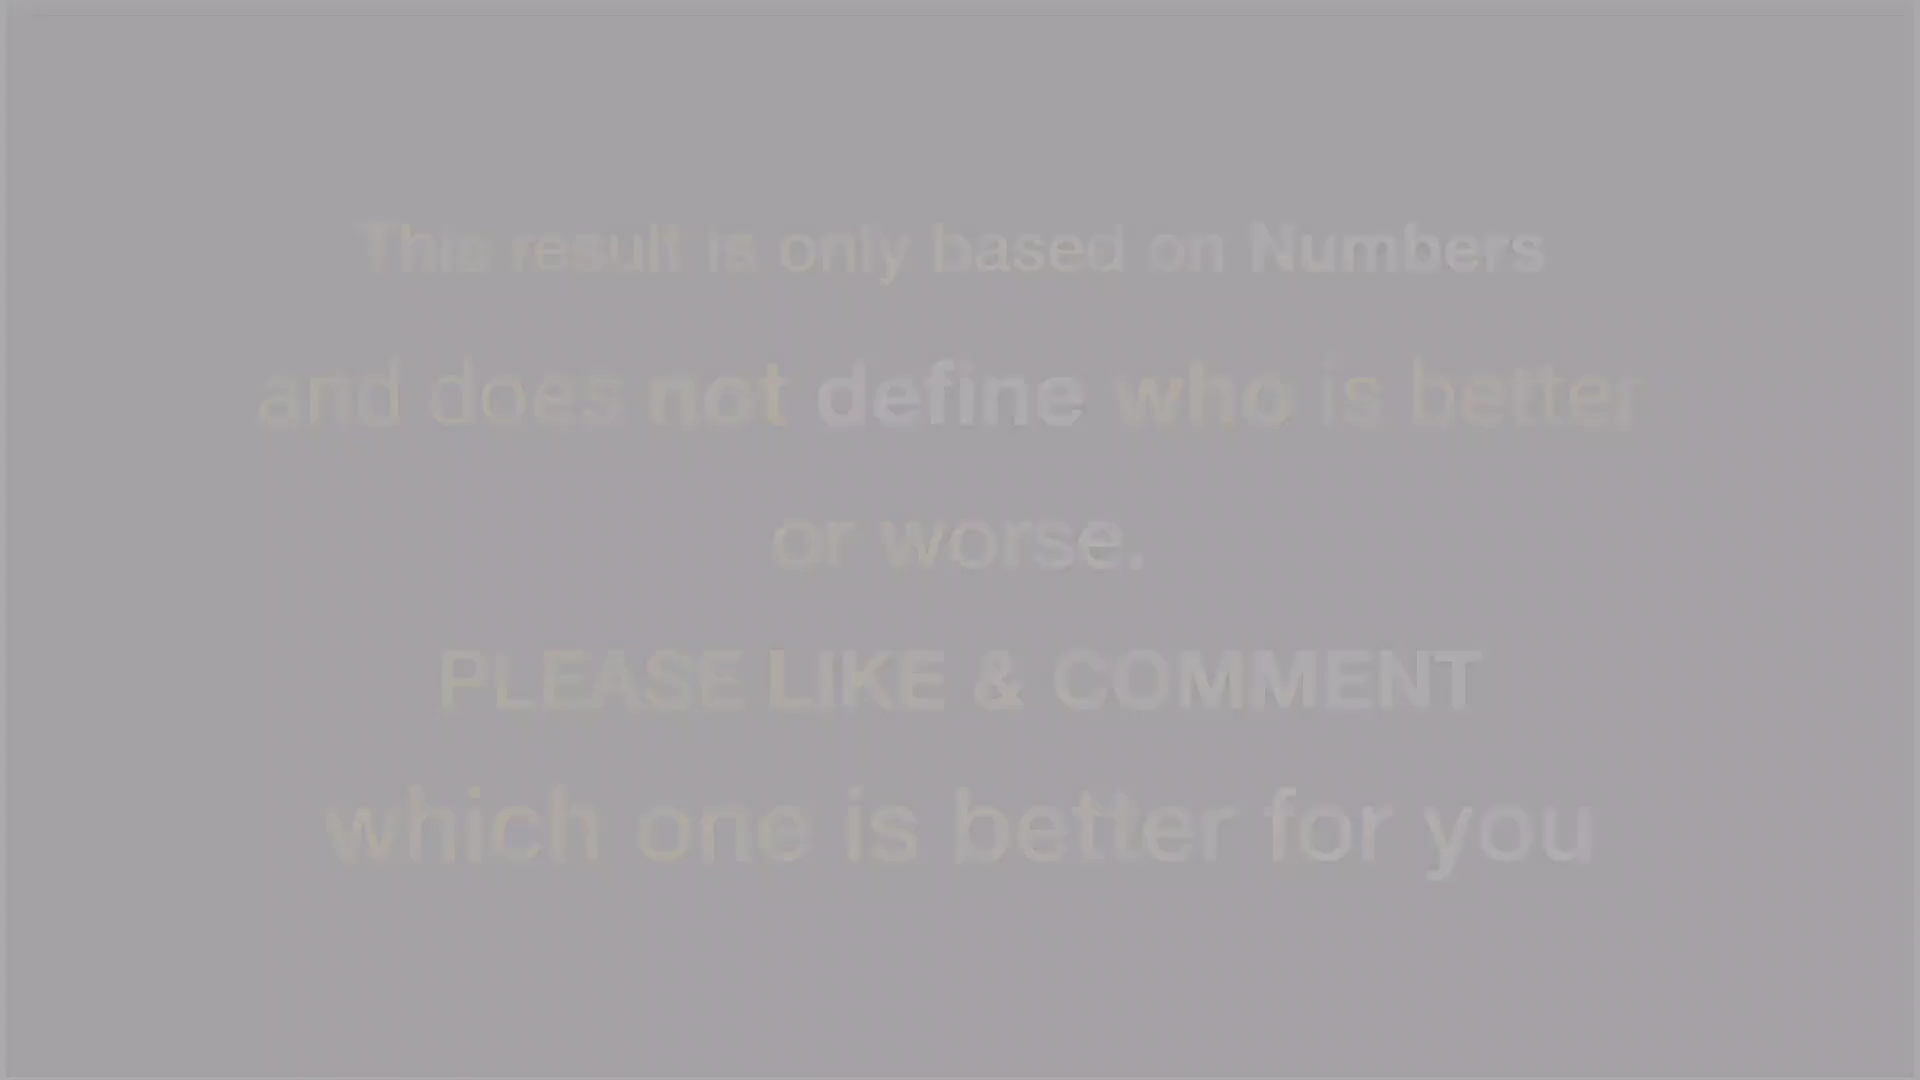 This result is only based on Numbers
and does not define who is better
or worse.
PLEASE LIKE & COMMENT
which one is better for you